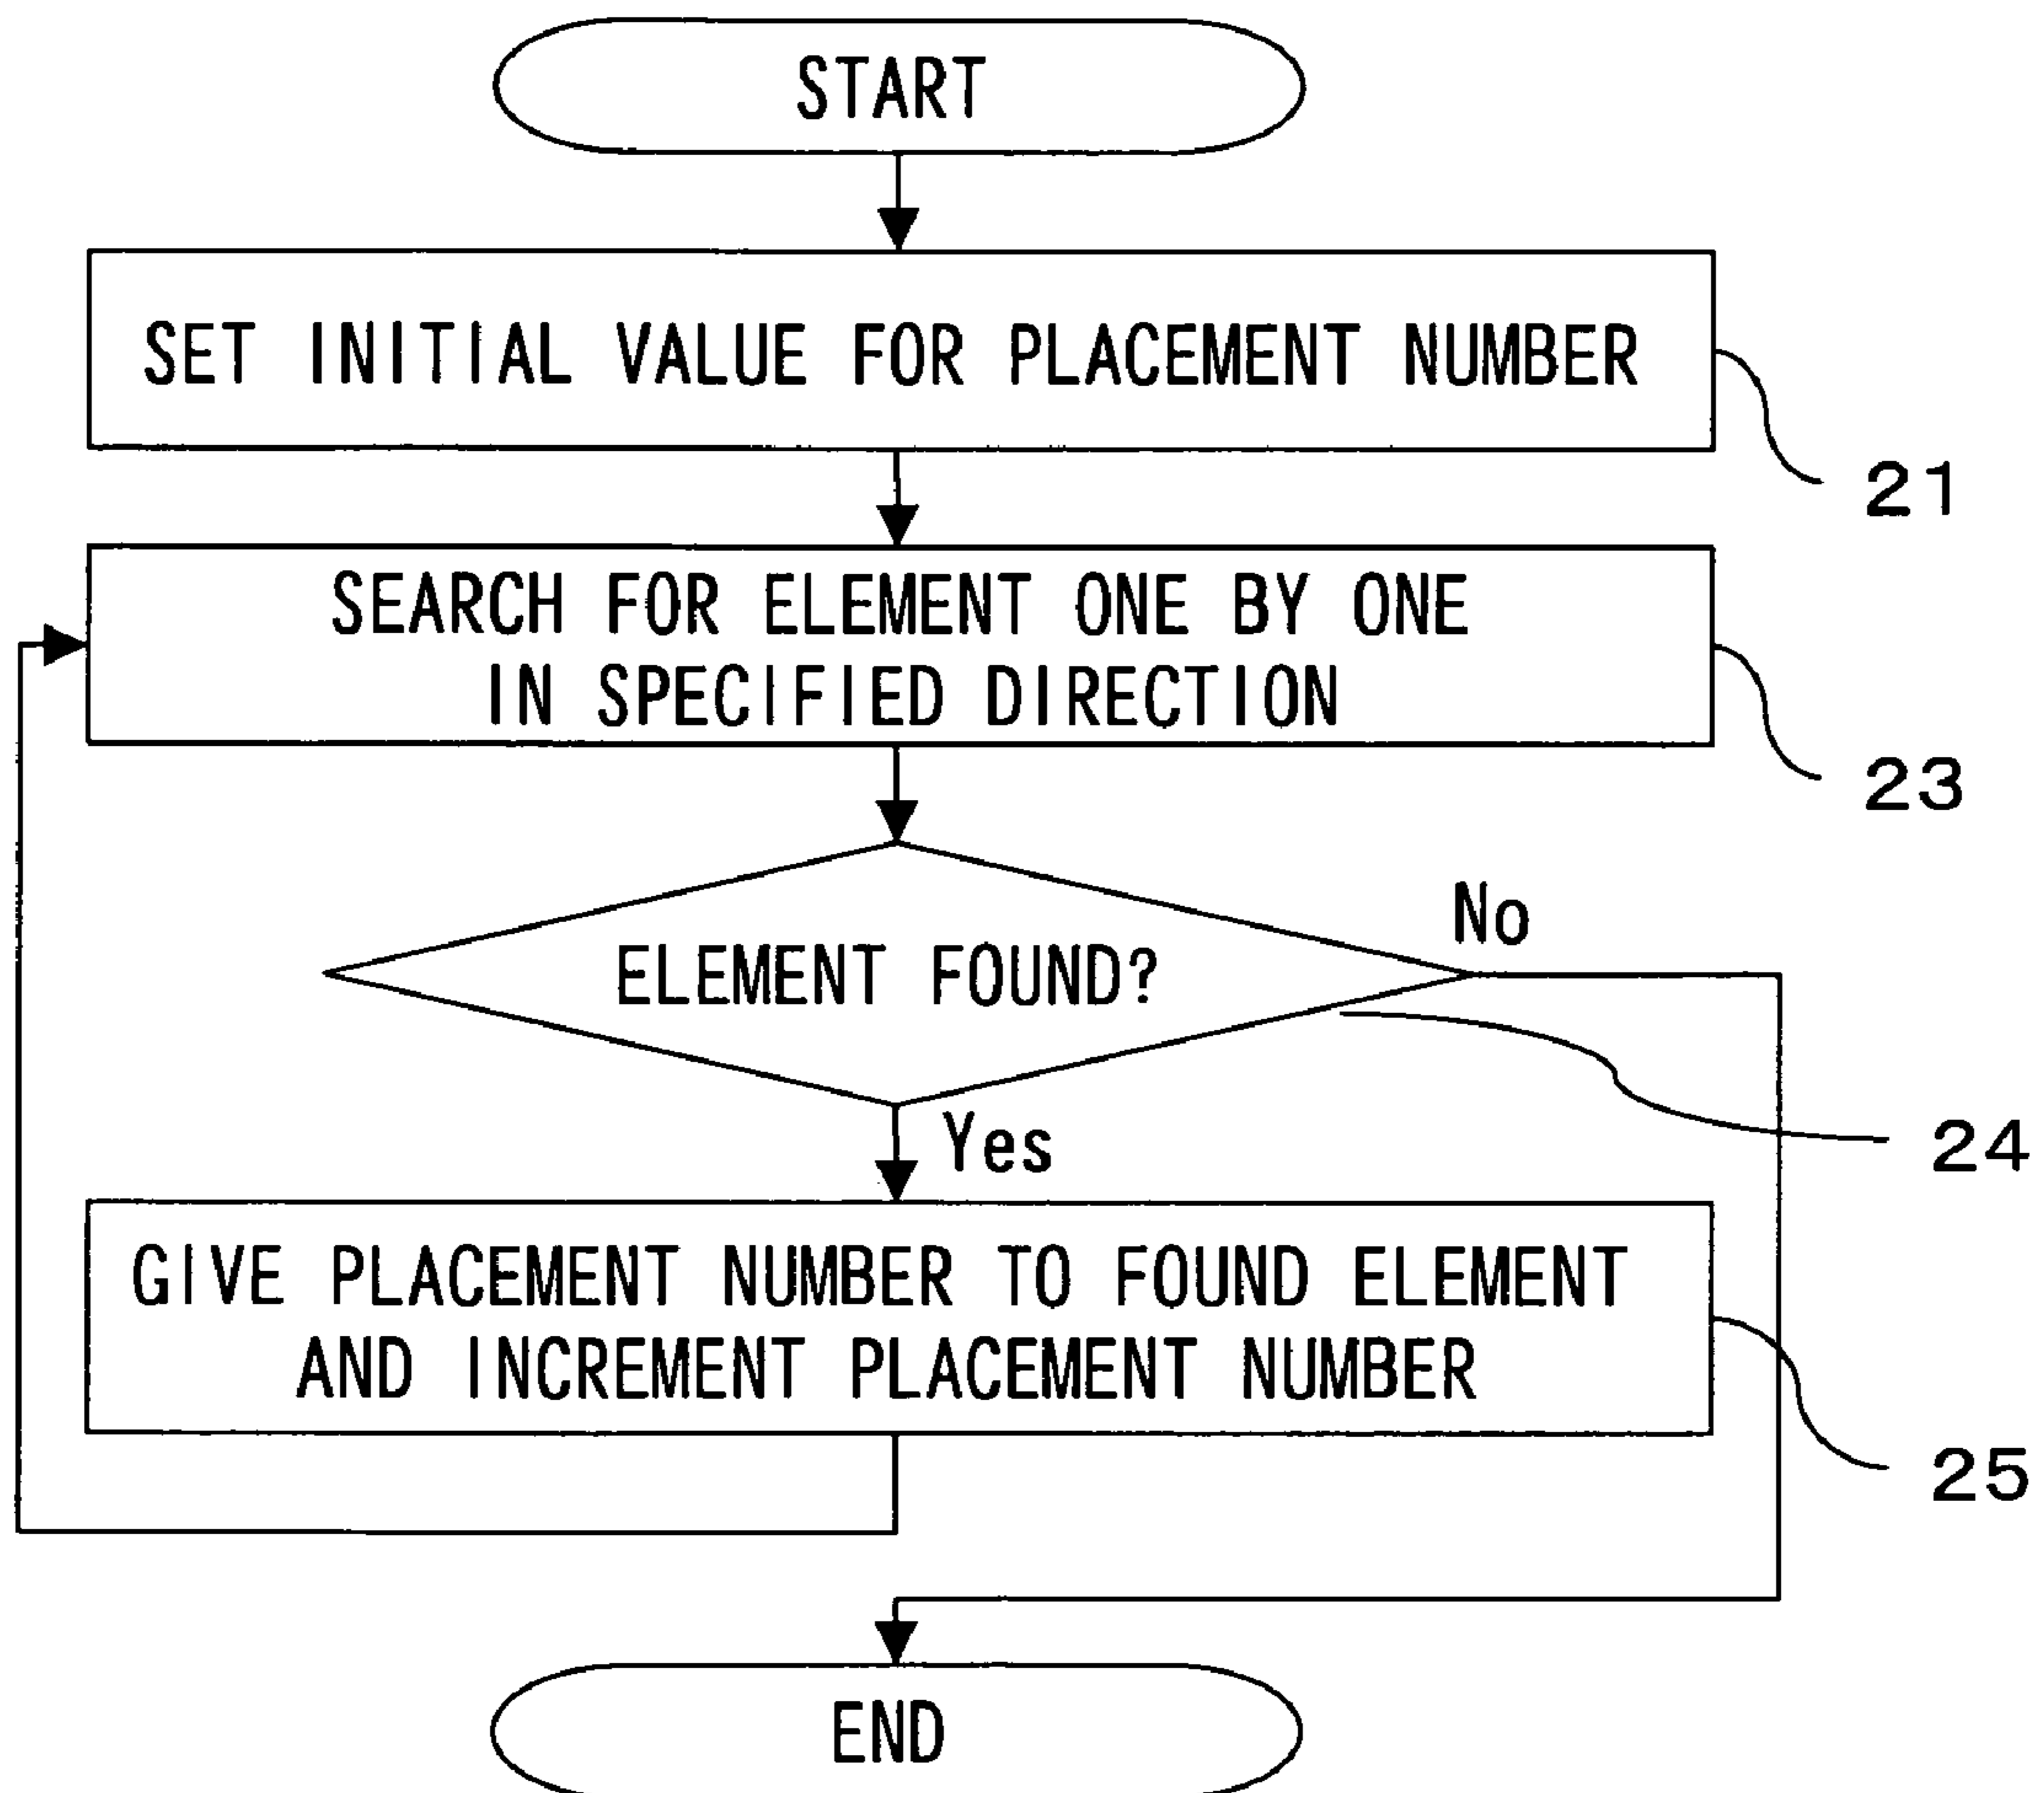 START
SET INITIAL VALUE FOR PLACEMENT NUMBER
21
SEARCH FOR ELEMENT ONE BY ONE
IN SPECIFIED DIRECTION
23
No
ELEMENT FOUND?
24
Yes
GIVE PLACEMENT NUMBER TO FOUND ELEMENT
AND INCREMENT PLACEMENT NUMBER
25
END